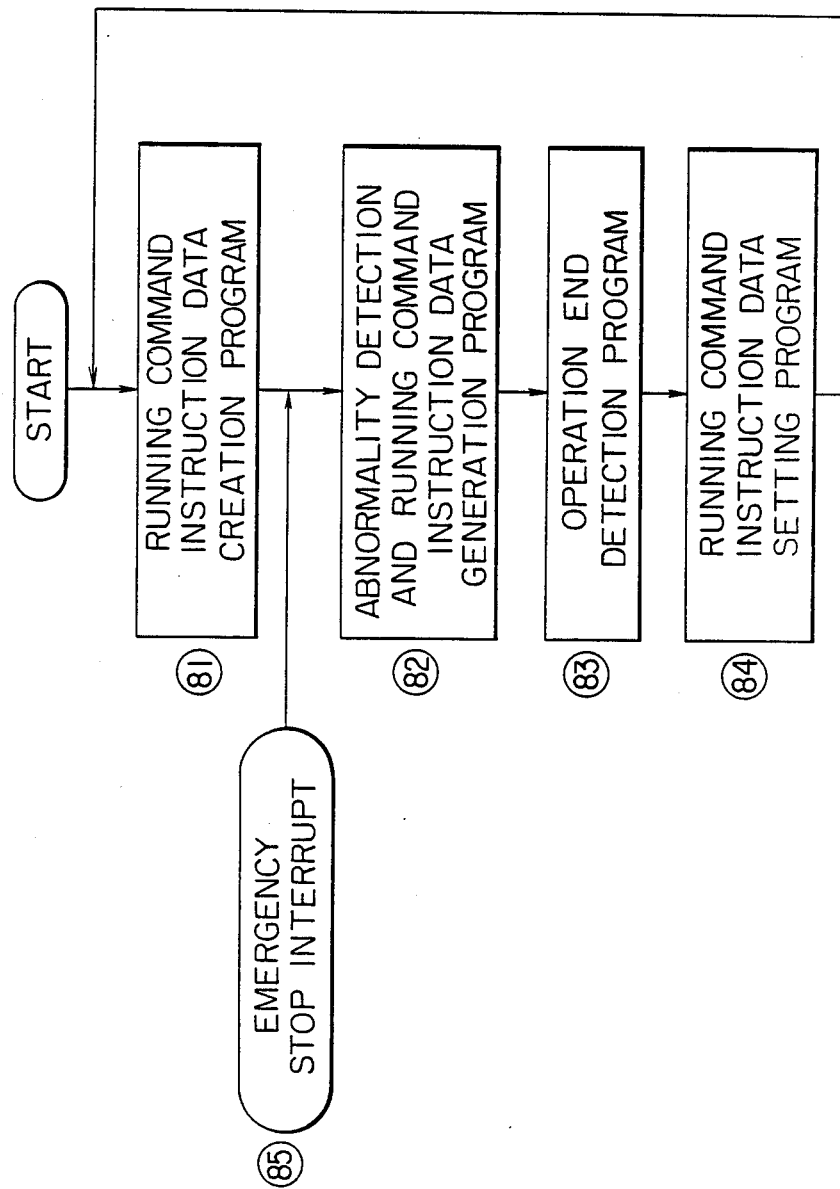 START
81
RUNNING COMMAND
INSTRUCTION DATA
CREATION PROGRAM
85
EMERGENCY
STOP INTERRUPT
82
ABNORMALITY DETECTION
AND RUNNING COMMAND
INSTRUCTION DATA
GENERATION PROGRAM
83
OPERATION END
DETECTION PROGRAM
84
RUNNING COMMAND
INSTRUCTION DATA
SETTING PROGRAM